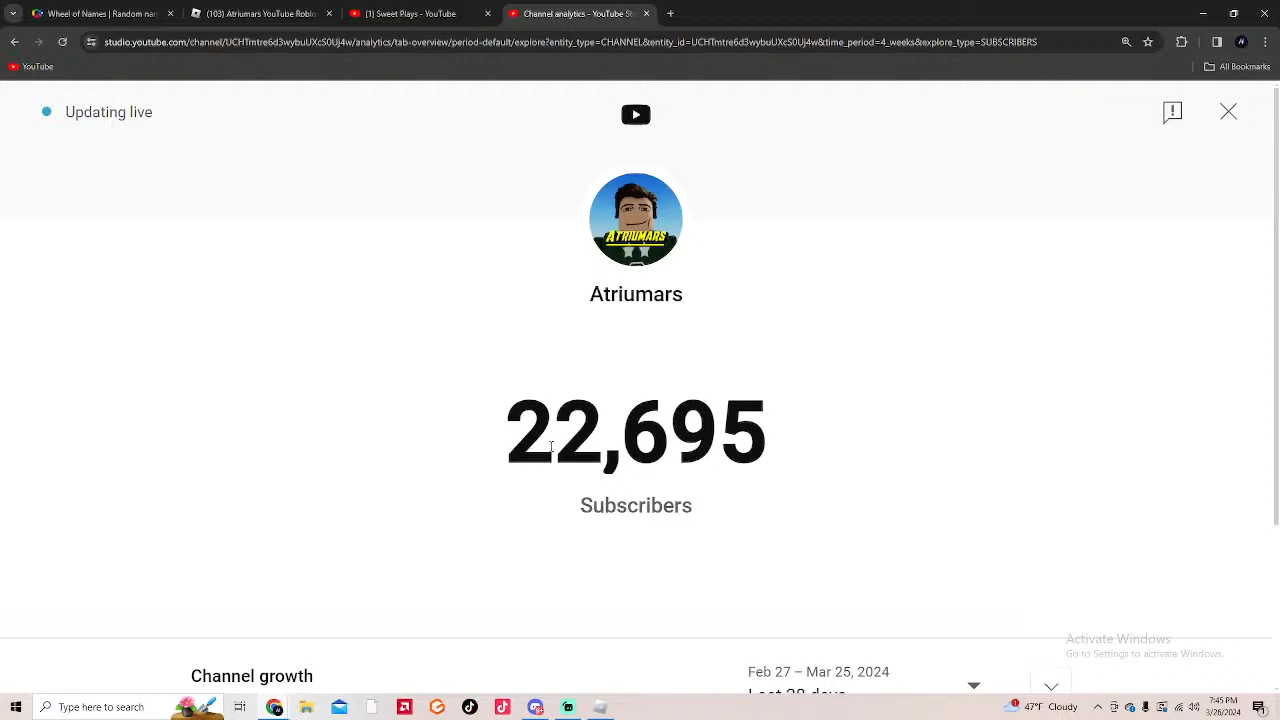 Wheel of Names | Random nam
(103) Atriumars YouTube Roblo
(1) Sweet Plays - YouTube
Channel analytics - YouTube St
studio.youtube.com/channel/UCHTmtre6d3wybuUXcS0Uj4w/analytics/tab-overview/period-default/explore?entity_type=CHANNEL&entity_id=UCHTmtre6d3wybuUXcS0Uj4w&time_period=4_weeks&explore_type=SUBSCRIBERS
YouTube
All Bookmarks
Updating live
ATRIUMARS
Atriumars
22,695
Subscribers
Activate Windows
Go to Settings to activate Windows.
Channel growth
Feb 27 – Mar 25, 2024
Last 28 days
Type here to search
47°F Cloudy
7:45 PM
3/26/2024